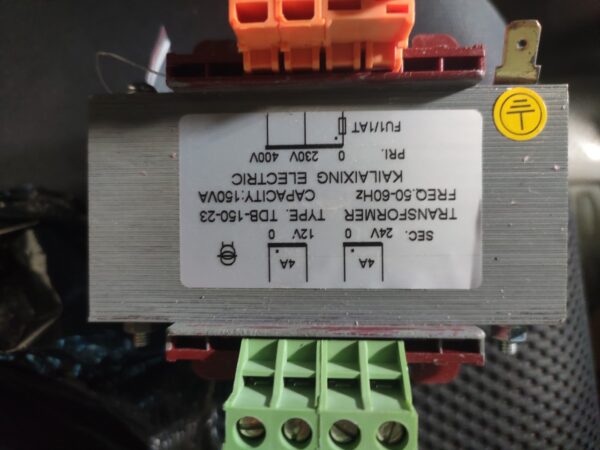 4A 4A
SEC. 24V 0 12V 0
TRANSFORMER TYPE. TDB-150-23
FREQ.50-60Hz CAPACITY:150VA
KAILAIXING ELECTRIC
PRI. 0 230V 400V
FU1/1AT